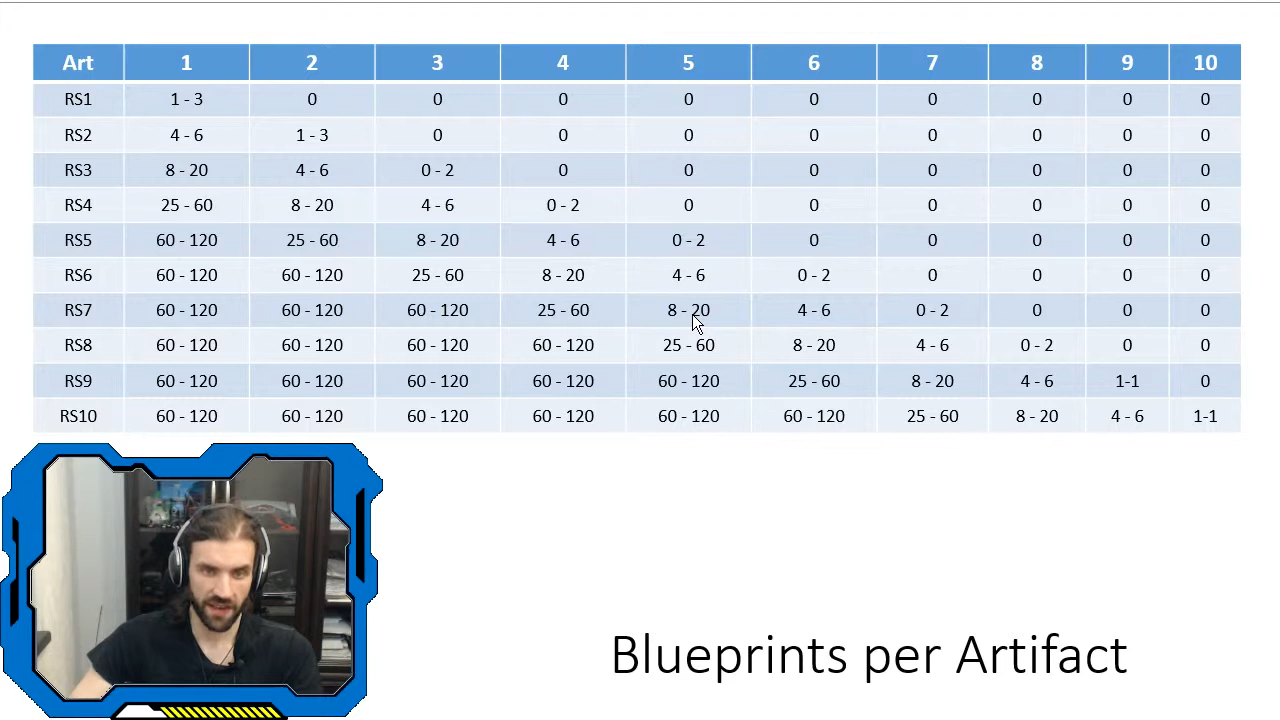 Art 1 2 3 4 5 6 7 8 9 10
RS1 1 - 3 0 0 0 0 0 0 0 0 0
RS2 4 - 6 1 - 3 0 0 0 0 0 0 0 0
RS3 8 - 20 4 - 6 0 - 2 0 0 0 0 0 0 0
RS4 25 - 60 8 - 20 4 - 6 0 - 2 0 0 0 0 0 0
RS5 60 - 120 25 - 60 8 - 20 4 - 6 0 - 2 0 0 0 0 0
RS6 60 - 120 60 - 120 25 - 60 8 - 20 4 - 6 0 - 2 0 0 0 0
RS7 60 - 120 60 - 120 60 - 120 25 - 60 8 - 20 4 - 6 0 - 2 0 0 0
RS8 60 - 120 60 - 120 60 - 120 60 - 120 25 - 60 8 - 20 4 - 6 0 - 2 0 0
RS9 60 - 120 60 - 120 60 - 120 60 - 120 60 - 120 25 - 60 8 - 20 4 - 6 1-1 0
RS10 60 - 120 60 - 120 60 - 120 60 - 120 60 - 120 60 - 120 25 - 60 8 - 20 4 - 6 1-1
Blueprints per Artifact